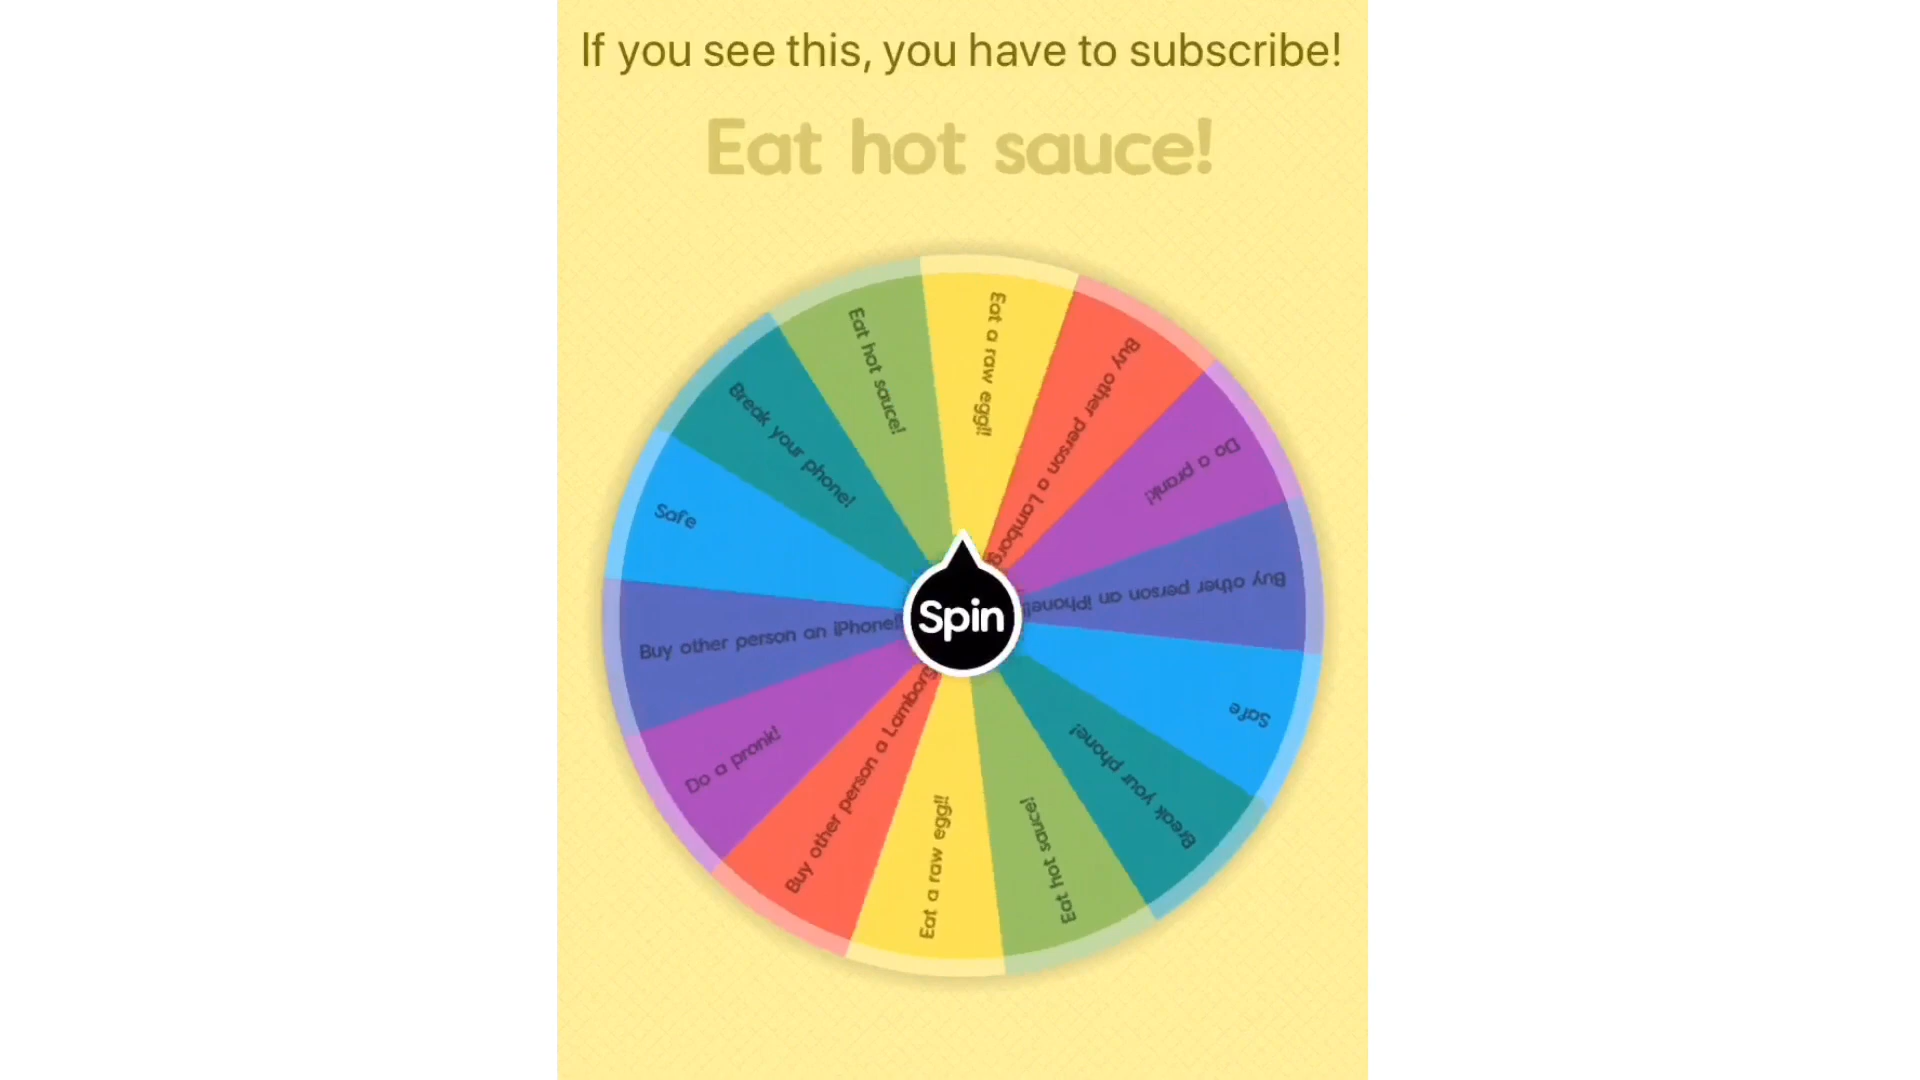 If you see this, you have to subscribe!
Eat hot sauce!
Eat a raw egg!!
Buy other person a Lamborg
Do a prank!
Buy other person an iPhone!!
Safe
Break your phone!
Eat hot sauce!
Eat a raw egg!!
Buy other person a Lamborg
Do a prank!
Buy other person an iPhone!!
Safe
Break your phone!
Eat hot sauce!
Spin